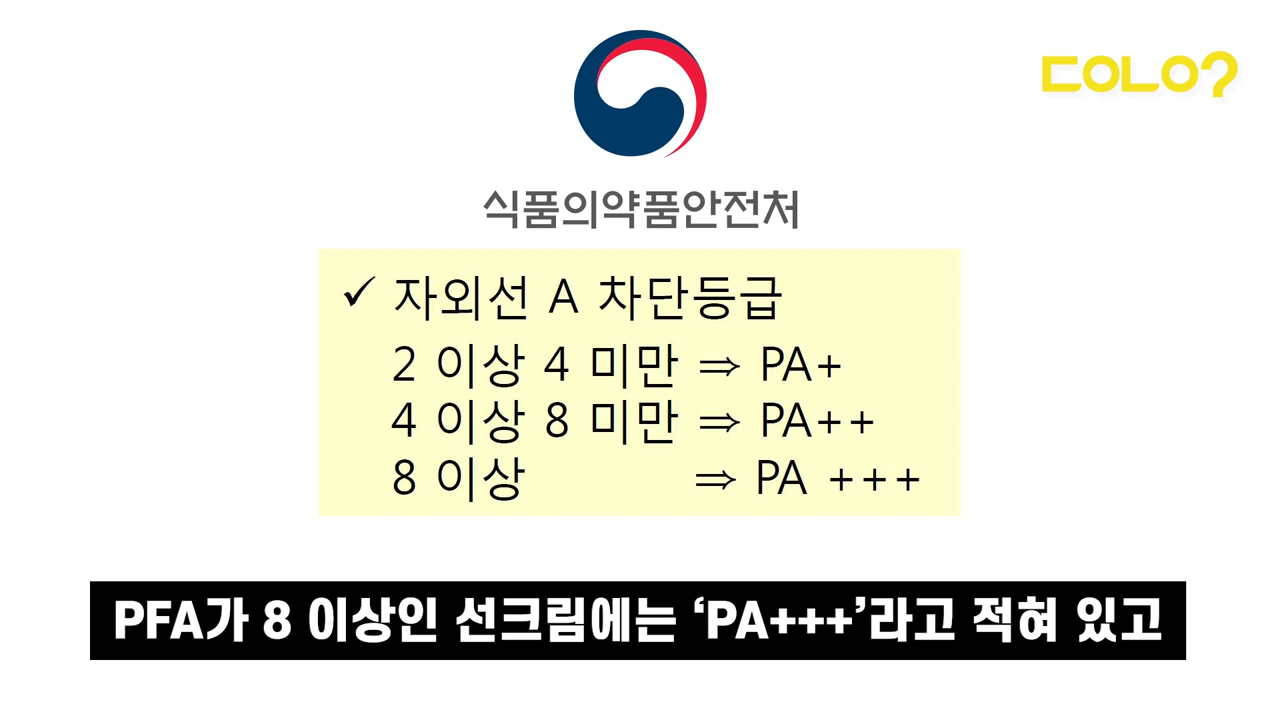 식품의약품안전처
✓ 자외선 A 차단등급
2 이상 4 미만 ⇒ PA+
4 이상 8 미만 ⇒ PA++
8 이상 ⇒ PA +++
PFA가 8 이상인 선크림에는 ‘PA+++’라고 적혀 있고